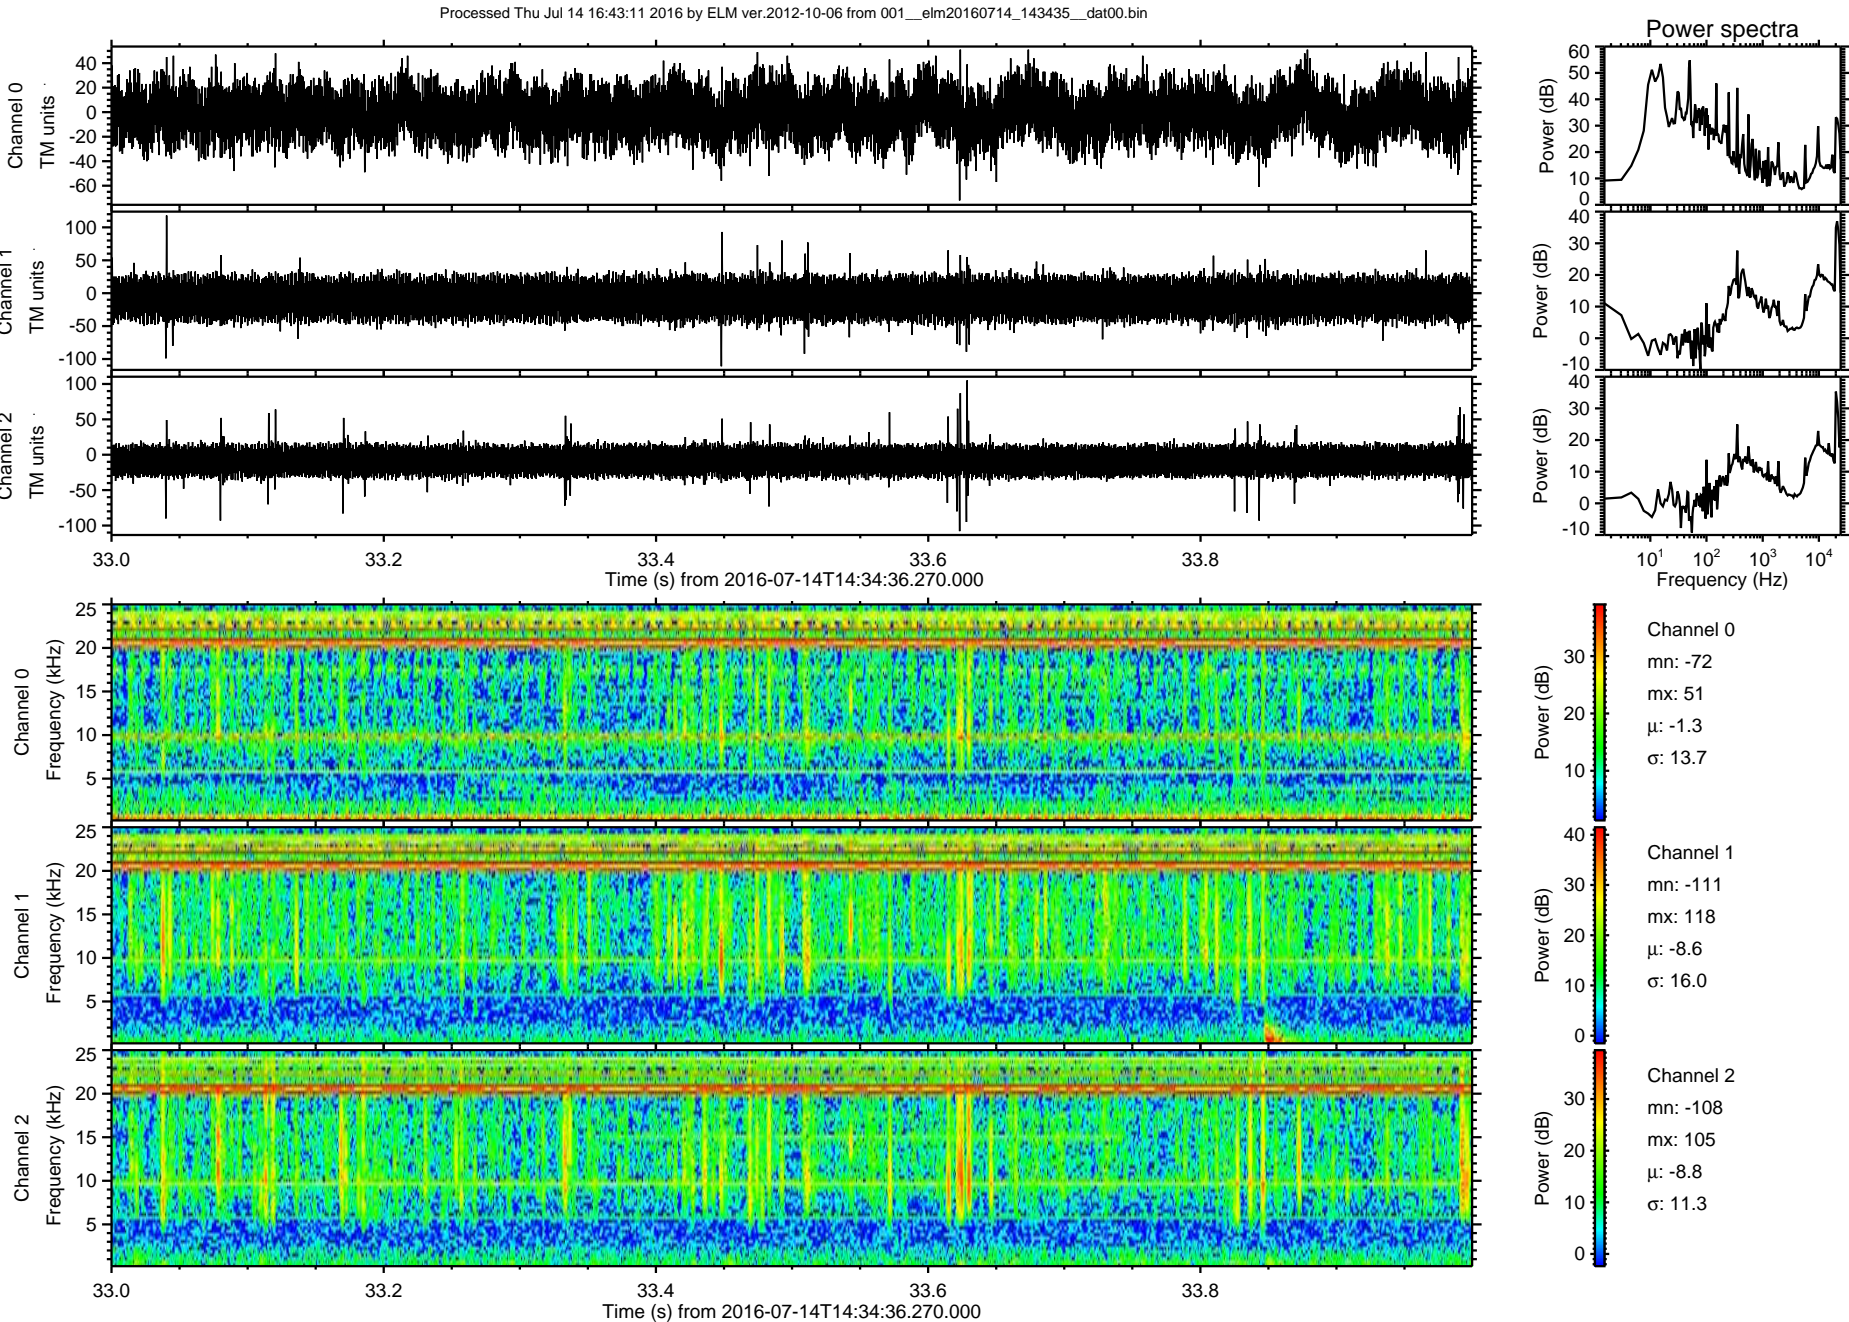 Processed Thu Jul 14 16:43:11 2016 by ELM ver.2012-10-06 from 001__elm20160714_143435__dat00.bin
Power spectra
Channel 0
TM units
40
20
0
-20
-40
-60
Power (dB)
60
50
40
30
20
10
0
Channel 1
TM units
100
50
0
-50
-100
Power (dB)
40
30
20
10
0
-10
Channel 2
TM units
100
50
0
-50
-100
Power (dB)
40
30
20
10
0
-10
33.0 33.2 33.4 33.6 33.8
Time (s) from 2016-07-14T14:34:36.270.000
10^1 10^2 10^3 10^4
Frequency (Hz)
Channel 0
Frequency (kHz)
25
20
15
10
5
Power (dB)
30
20
10
Channel 0
mn: -72
mx: 51
μ: -1.3
σ: 13.7
Channel 1
Frequency (kHz)
25
20
15
10
5
Power (dB)
40
30
20
10
0
Channel 1
mn: -111
mx: 118
μ: -8.6
σ: 16.0
Channel 2
Frequency (kHz)
25
20
15
10
5
Power (dB)
30
20
10
0
Channel 2
mn: -108
mx: 105
μ: -8.8
σ: 11.3
33.0 33.2 33.4 33.6 33.8
Time (s) from 2016-07-14T14:34:36.270.000